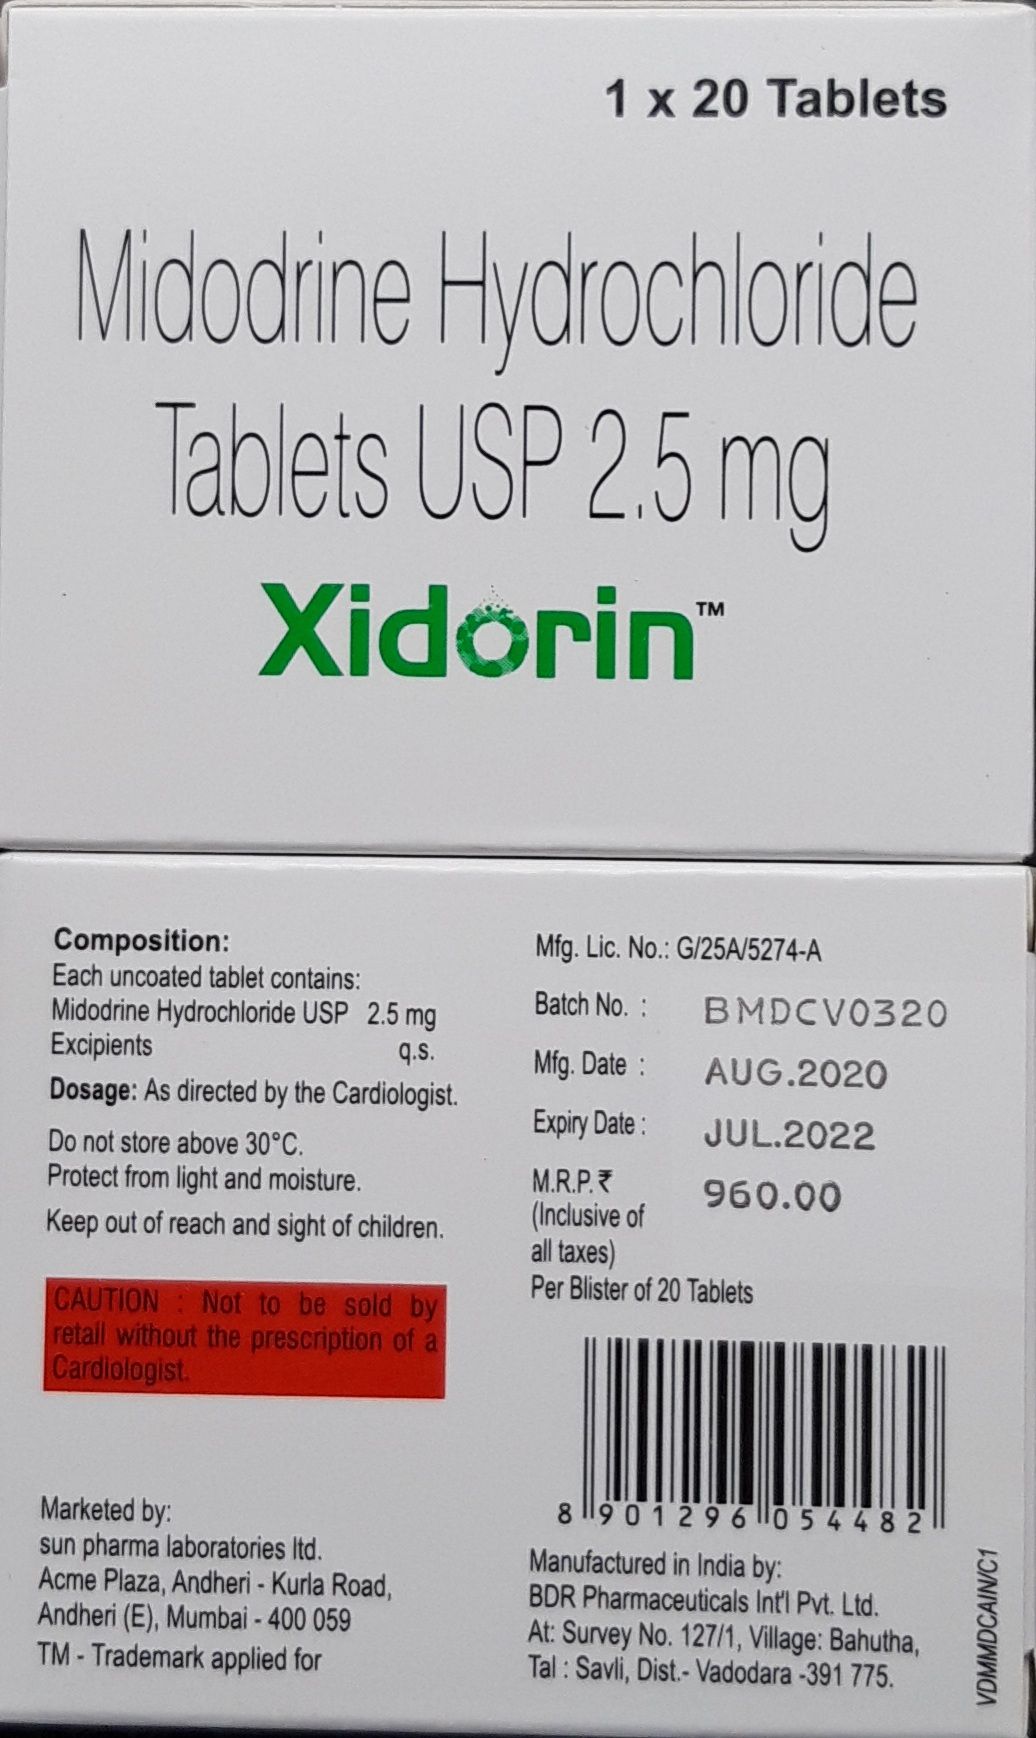 1 x 20 Tablets
Midodrine Hydrochloride
Tablets USP 2.5 mg
Xidorin™
Composition:
Each uncoated tablet contains:
Midodrine Hydrochloride USP 2.5 mg
Excipients q.s.
Dosage: As directed by the Cardiologist.
Do not store above 30°C.
Protect from light and moisture.
Keep out of reach and sight of children.
CAUTION : Not to be sold by
retail without the prescription of a
Cardiologist.
Marketed by:
sun pharma laboratories ltd.
Acme Plaza, Andheri - Kurla Road,
Andheri (E), Mumbai - 400 059
TM - Trademark applied for
Mfg. Lic. No.: G/25A/5274-A
Batch No. : BMDCV0320
Mfg. Date : AUG.2020
Expiry Date : JUL.2022
M.R.P.₹ 960.00
(Inclusive of
all taxes)
Per Blister of 20 Tablets
8 901296 054482
Manufactured in India by:
BDR Pharmaceuticals Int'l Pvt. Ltd.
At: Survey No. 127/1, Village: Bahutha,
Tal : Savli, Dist.- Vadodara -391 775.
VDMMDCAIN/C1